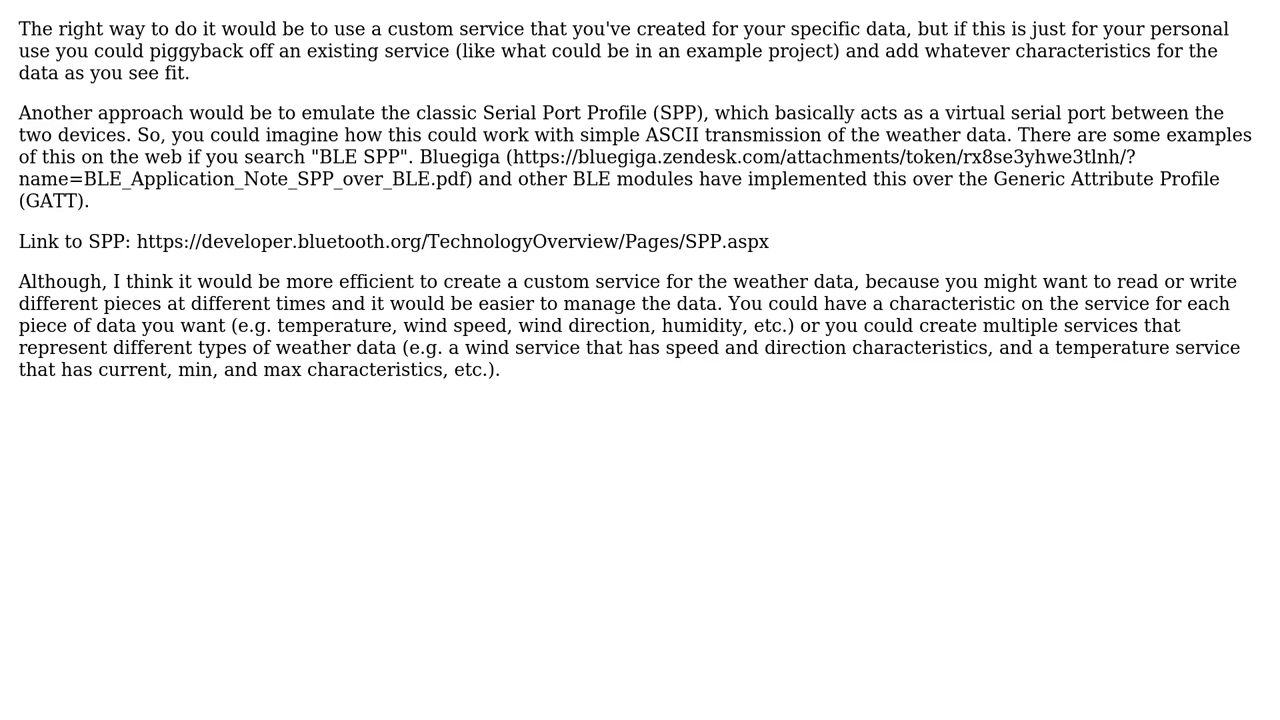 The right way to do it would be to use a custom service that you've created for your specific data, but if this is just for your personal
use you could piggyback off an existing service (like what could be in an example project) and add whatever characteristics for the
data as you see fit.
Another approach would be to emulate the classic Serial Port Profile (SPP), which basically acts as a virtual serial port between the
two devices. So, you could imagine how this could work with simple ASCII transmission of the weather data. There are some examples
of this on the web if you search "BLE SPP". Bluegiga (https://bluegiga.zendesk.com/attachments/token/rx8se3yhwe3tlnh/?
name=BLE_Application_Note_SPP_over_BLE.pdf) and other BLE modules have implemented this over the Generic Attribute Profile
(GATT).
Link to SPP: https://developer.bluetooth.org/TechnologyOverview/Pages/SPP.aspx
Although, I think it would be more efficient to create a custom service for the weather data, because you might want to read or write
different pieces at different times and it would be easier to manage the data. You could have a characteristic on the service for each
piece of data you want (e.g. temperature, wind speed, wind direction, humidity, etc.) or you could create multiple services that
represent different types of weather data (e.g. a wind service that has speed and direction characteristics, and a temperature service
that has current, min, and max characteristics, etc.).